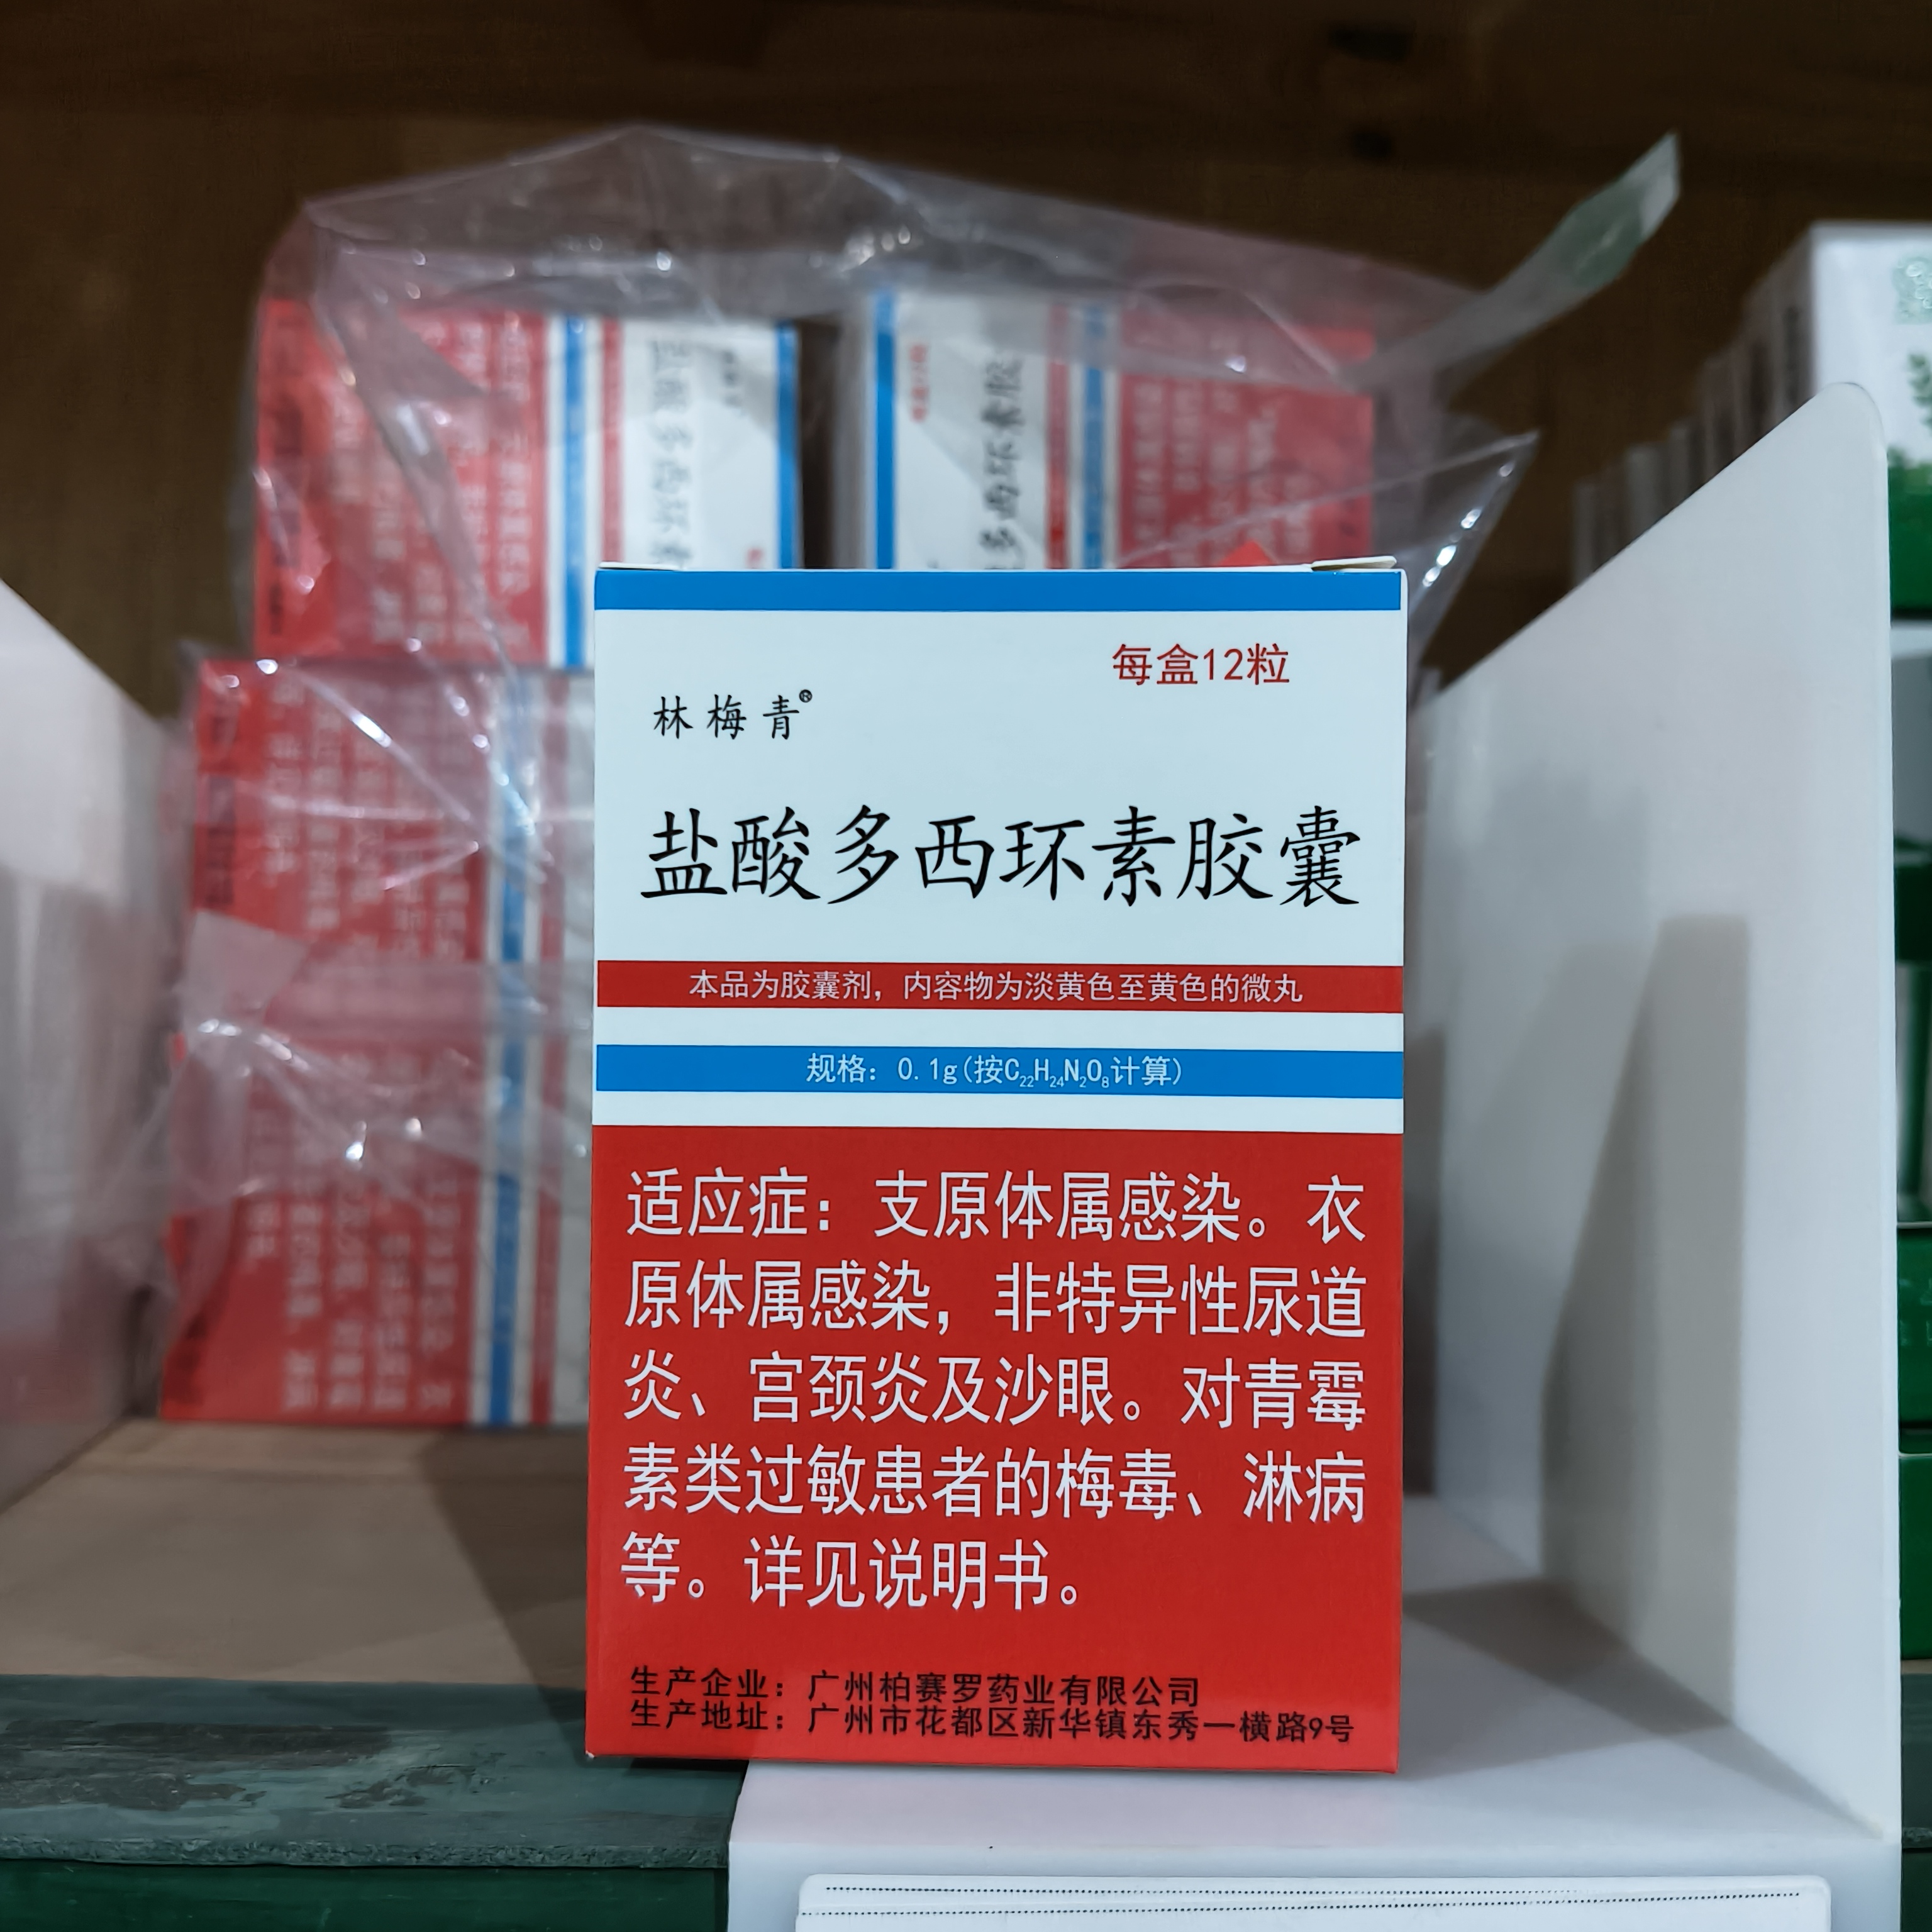 每盒12粒
林梅青®
盐酸多西环素胶囊
本品为胶囊剂，内容物为淡黄色至黄色的微丸
规格：0.1g(按C₂₂H₂₄N₂O₈计算)
适应症：支原体属感染。衣
原体属感染，非特异性尿道
炎、宫颈炎及沙眼。对青霉
素类过敏患者的梅毒、淋病
等。详见说明书。
生产企业：广州柏赛罗药业有限公司
生产地址：广州市花都区新华镇东秀一横路9号